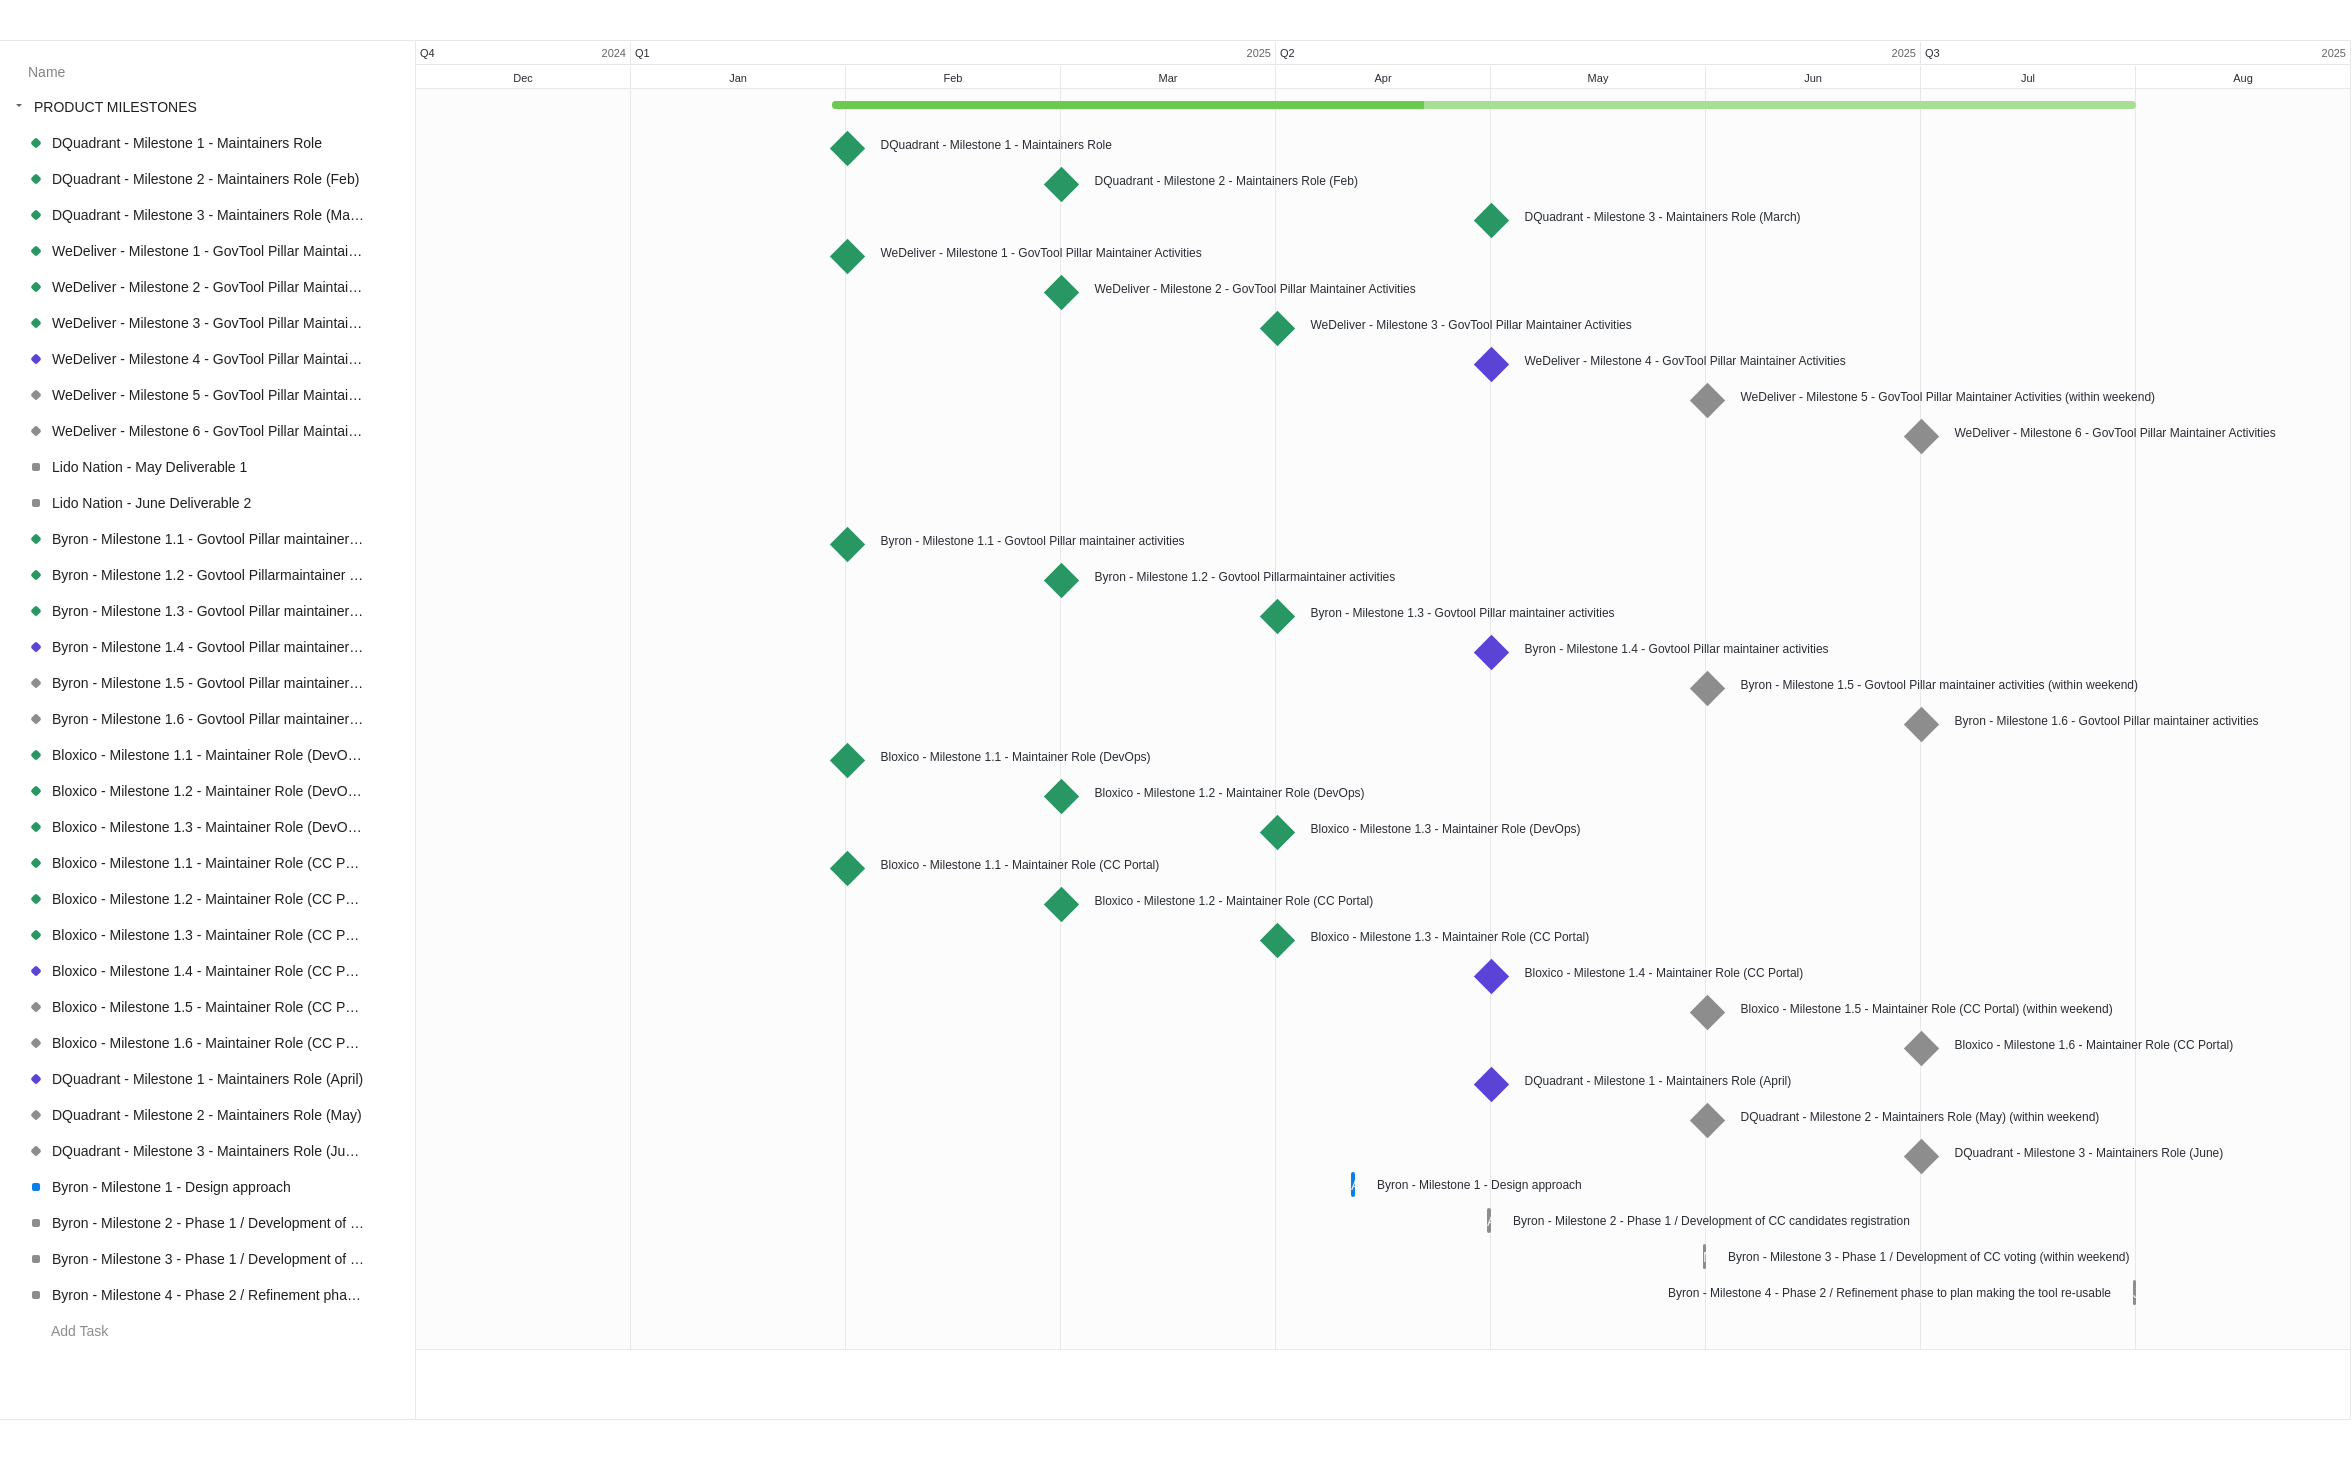 Q4 2024 Q1 2025 Q2 2025 Q3 2025
Name
Dec Jan Feb Mar Apr May Jun Jul Aug
PRODUCT MILESTONES
DQuadrant - Milestone 1 - Maintainers Role DQuadrant - Milestone 1 - Maintainers Role
DQuadrant - Milestone 2 - Maintainers Role (Feb) DQuadrant - Milestone 2 - Maintainers Role (Feb)
DQuadrant - Milestone 3 - Maintainers Role (Ma… DQuadrant - Milestone 3 - Maintainers Role (March)
WeDeliver - Milestone 1 - GovTool Pillar Maintai… WeDeliver - Milestone 1 - GovTool Pillar Maintainer Activities
WeDeliver - Milestone 2 - GovTool Pillar Maintai… WeDeliver - Milestone 2 - GovTool Pillar Maintainer Activities
WeDeliver - Milestone 3 - GovTool Pillar Maintai… WeDeliver - Milestone 3 - GovTool Pillar Maintainer Activities
WeDeliver - Milestone 4 - GovTool Pillar Maintai… WeDeliver - Milestone 4 - GovTool Pillar Maintainer Activities
WeDeliver - Milestone 5 - GovTool Pillar Maintai… WeDeliver - Milestone 5 - GovTool Pillar Maintainer Activities (within weekend)
WeDeliver - Milestone 6 - GovTool Pillar Maintai… WeDeliver - Milestone 6 - GovTool Pillar Maintainer Activities
Lido Nation - May Deliverable 1
Lido Nation - June Deliverable 2
Byron - Milestone 1.1 - Govtool Pillar maintainer… Byron - Milestone 1.1 - Govtool Pillar maintainer activities
Byron - Milestone 1.2 - Govtool Pillarmaintainer … Byron - Milestone 1.2 - Govtool Pillarmaintainer activities
Byron - Milestone 1.3 - Govtool Pillar maintainer… Byron - Milestone 1.3 - Govtool Pillar maintainer activities
Byron - Milestone 1.4 - Govtool Pillar maintainer… Byron - Milestone 1.4 - Govtool Pillar maintainer activities
Byron - Milestone 1.5 - Govtool Pillar maintainer… Byron - Milestone 1.5 - Govtool Pillar maintainer activities (within weekend)
Byron - Milestone 1.6 - Govtool Pillar maintainer… Byron - Milestone 1.6 - Govtool Pillar maintainer activities
Bloxico - Milestone 1.1 - Maintainer Role (DevO… Bloxico - Milestone 1.1 - Maintainer Role (DevOps)
Bloxico - Milestone 1.2 - Maintainer Role (DevO… Bloxico - Milestone 1.2 - Maintainer Role (DevOps)
Bloxico - Milestone 1.3 - Maintainer Role (DevO… Bloxico - Milestone 1.3 - Maintainer Role (DevOps)
Bloxico - Milestone 1.1 - Maintainer Role (CC P… Bloxico - Milestone 1.1 - Maintainer Role (CC Portal)
Bloxico - Milestone 1.2 - Maintainer Role (CC P… Bloxico - Milestone 1.2 - Maintainer Role (CC Portal)
Bloxico - Milestone 1.3 - Maintainer Role (CC P… Bloxico - Milestone 1.3 - Maintainer Role (CC Portal)
Bloxico - Milestone 1.4 - Maintainer Role (CC P… Bloxico - Milestone 1.4 - Maintainer Role (CC Portal)
Bloxico - Milestone 1.5 - Maintainer Role (CC P… Bloxico - Milestone 1.5 - Maintainer Role (CC Portal) (within weekend)
Bloxico - Milestone 1.6 - Maintainer Role (CC P… Bloxico - Milestone 1.6 - Maintainer Role (CC Portal)
DQuadrant - Milestone 1 - Maintainers Role (April) DQuadrant - Milestone 1 - Maintainers Role (April)
DQuadrant - Milestone 2 - Maintainers Role (May) DQuadrant - Milestone 2 - Maintainers Role (May) (within weekend)
DQuadrant - Milestone 3 - Maintainers Role (Ju… DQuadrant - Milestone 3 - Maintainers Role (June)
Byron - Milestone 1 - Design approach Byron - Milestone 1 - Design approach
Byron - Milestone 2 - Phase 1 / Development of … Byron - Milestone 2 - Phase 1 / Development of CC candidates registration
Byron - Milestone 3 - Phase 1 / Development of … Byron - Milestone 3 - Phase 1 / Development of CC voting (within weekend)
Byron - Milestone 4 - Phase 2 / Refinement pha… Byron - Milestone 4 - Phase 2 / Refinement phase to plan making the tool re-usable
Add Task